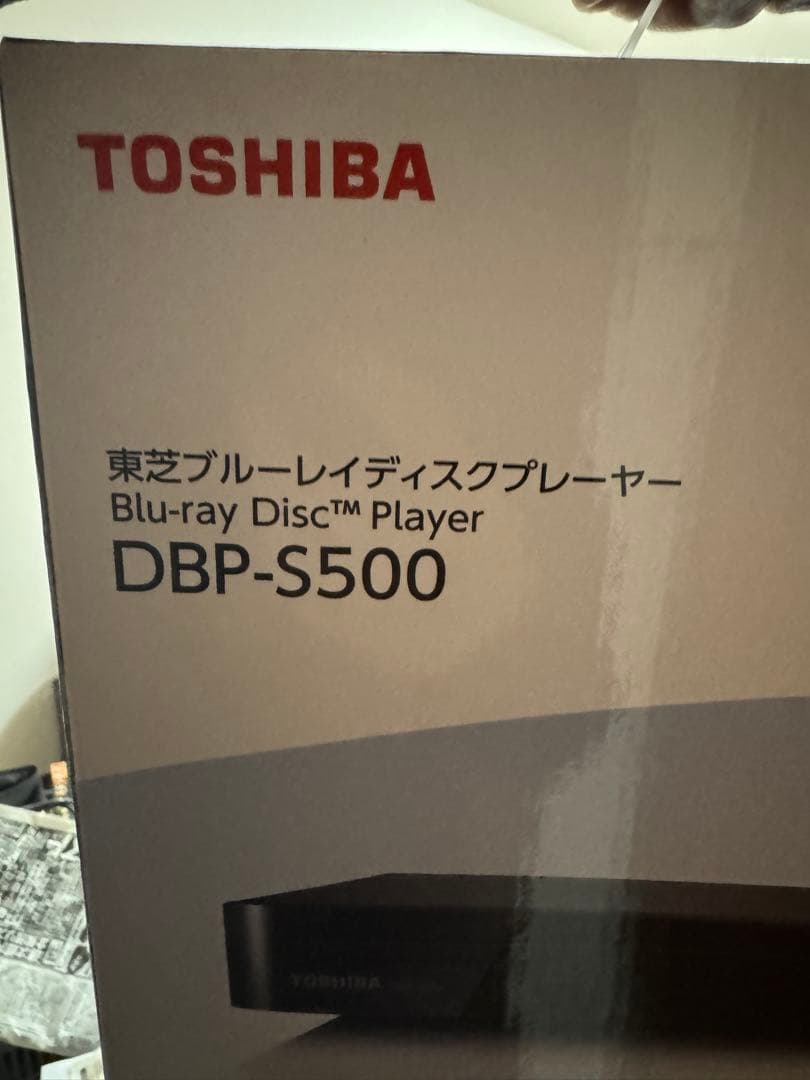 TOSHIBA
東芝ブルーレイディスクプレーヤー
Blu-ray Disc™ Player
DBP-S500
TOSHIBA